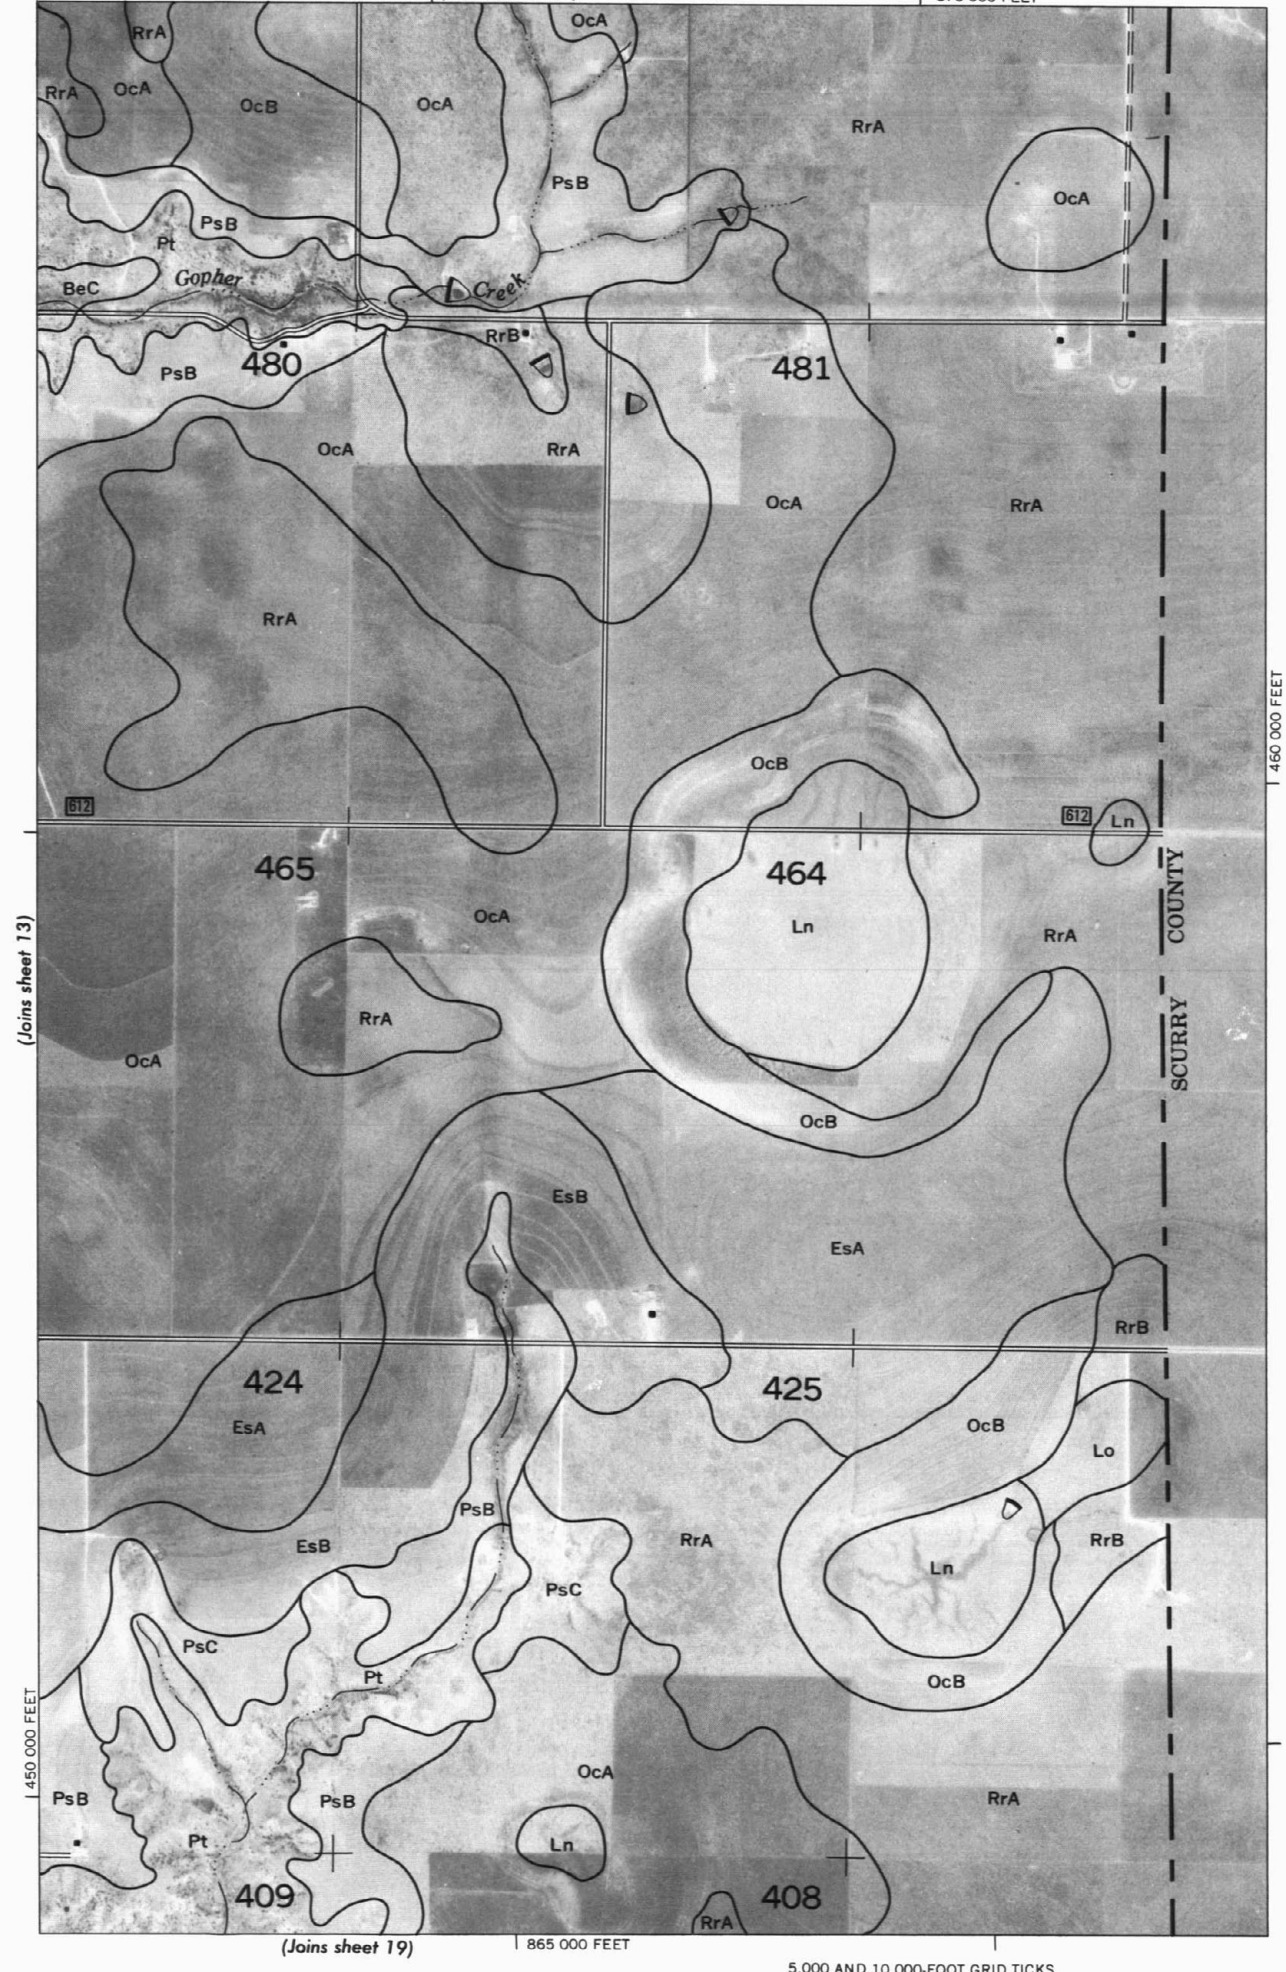 OcA
RrA
RrA
OcA
OcB
OcA
RrA
PsB
OcA
PsB
Pt
BeC
Gopher
Creek
RrB
480
481
PsB
OcA
RrA
OcA
RrA
RrA
460 000 FEET
OcB
612
612
Ln
465
464
OcA
Ln
RrA
(Joins sheet 13)
SCURRY COUNTY
RrA
OcA
OcB
EsB
EsA
RrB
424
425
EsA
OcB
Lo
PsB
EsB
RrA
RrB
Ln
PsC
PsC
Pt
OcB
450 000 FEET
OcA
PsB
PsB
RrA
Pt
Ln
409
408
RrA
(Joins sheet 19)
865 000 FEET
5,000 AND 10,000-FOOT GRID TICKS